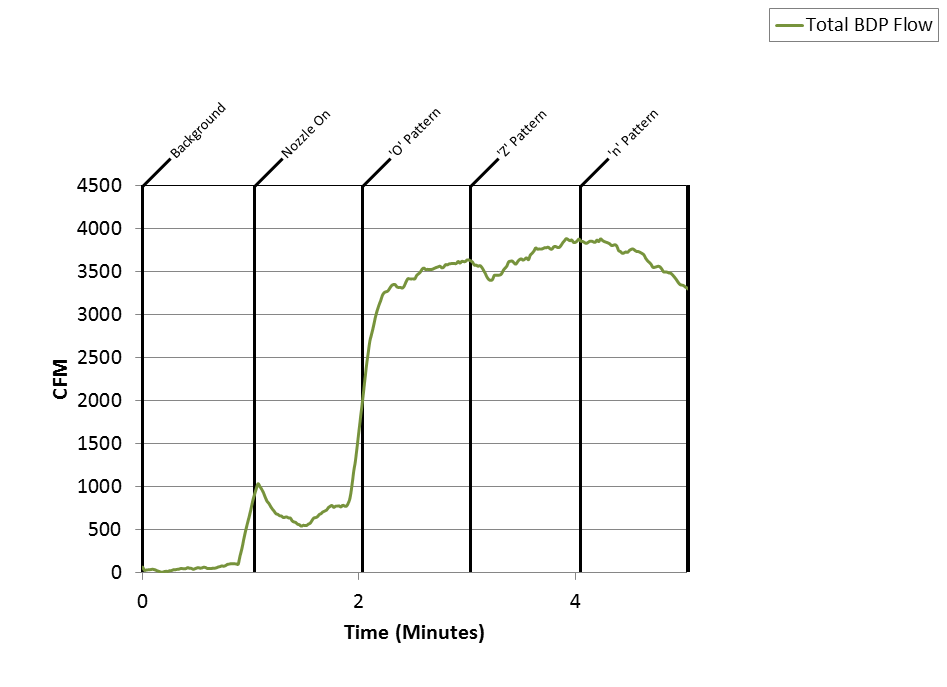 Total BDP Flow
Background
Nozzle On
'O' Pattern
'Z' Pattern
'n' Pattern
4500
4000
3500
3000
2500
2000
1500
1000
500
0
CFM
0 2 4
Time (Minutes)